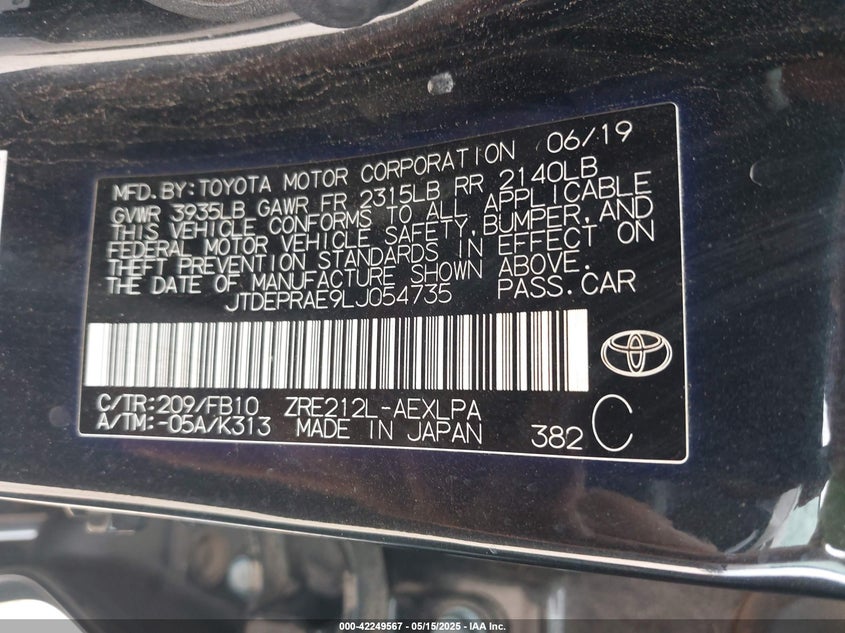 MFD. BY: TOYOTA MOTOR CORPORATION 06/19
GVWR 3935LB GAWR FR 2315LB RR 2140LB
THIS VEHICLE CONFORMS TO ALL APPLICABLE
FEDERAL MOTOR VEHICLE SAFETY, BUMPER, AND
THEFT PREVENTION STANDARDS IN EFFECT ON
THE DATE OF MANUFACTURE SHOWN ABOVE.
JTDEPRAE9LJ054735 PASS. CAR
C/TR: 209/FB10 ZRE212L-AEXLPA
A/TM: -05A/K313 MADE IN JAPAN 382 C
000-42249567 - 05/15/2025 - IAA Inc.